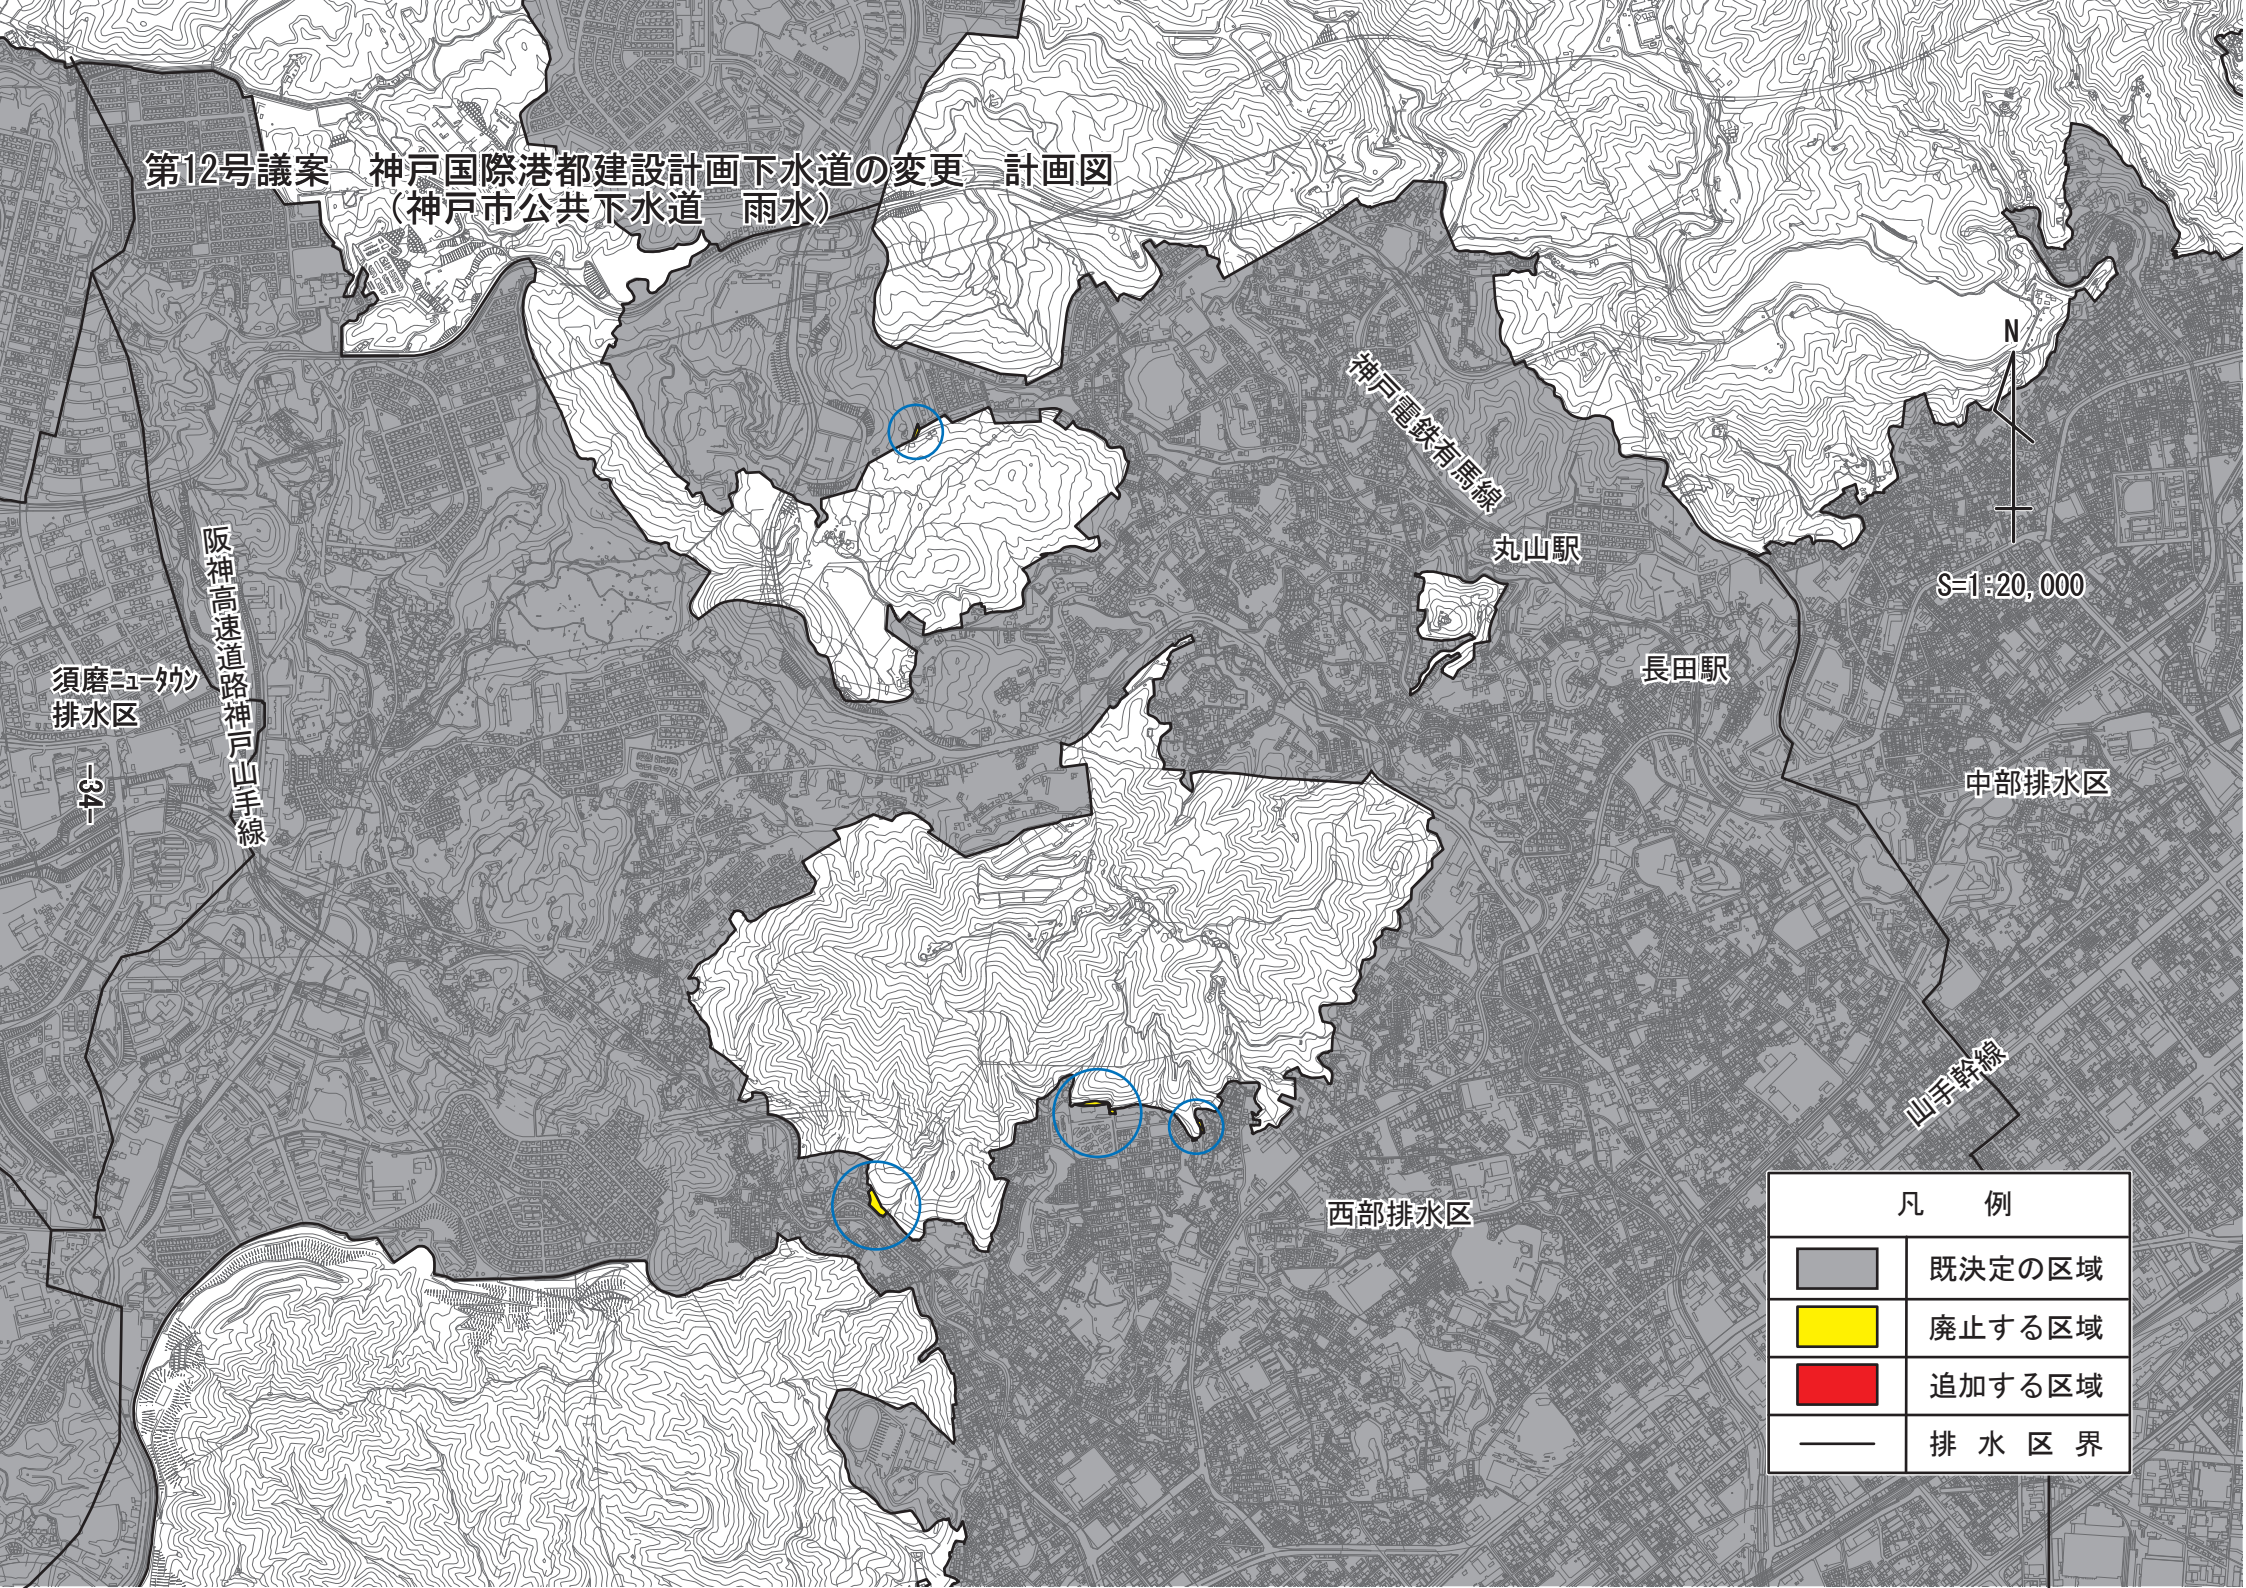 第12号議案　神戸国際港都建設計画下水道の変更　計画図
（神戸市公共下水道　雨水）
N
S=1:20,000
神戸電鉄有馬線
丸山駅
長田駅
阪神高速道路神戸山手線
須磨ニュータウン
排水区
-34-
中部排水区
山手幹線
西部排水区
凡　例
既決定の区域
廃止する区域
追加する区域
排水区界